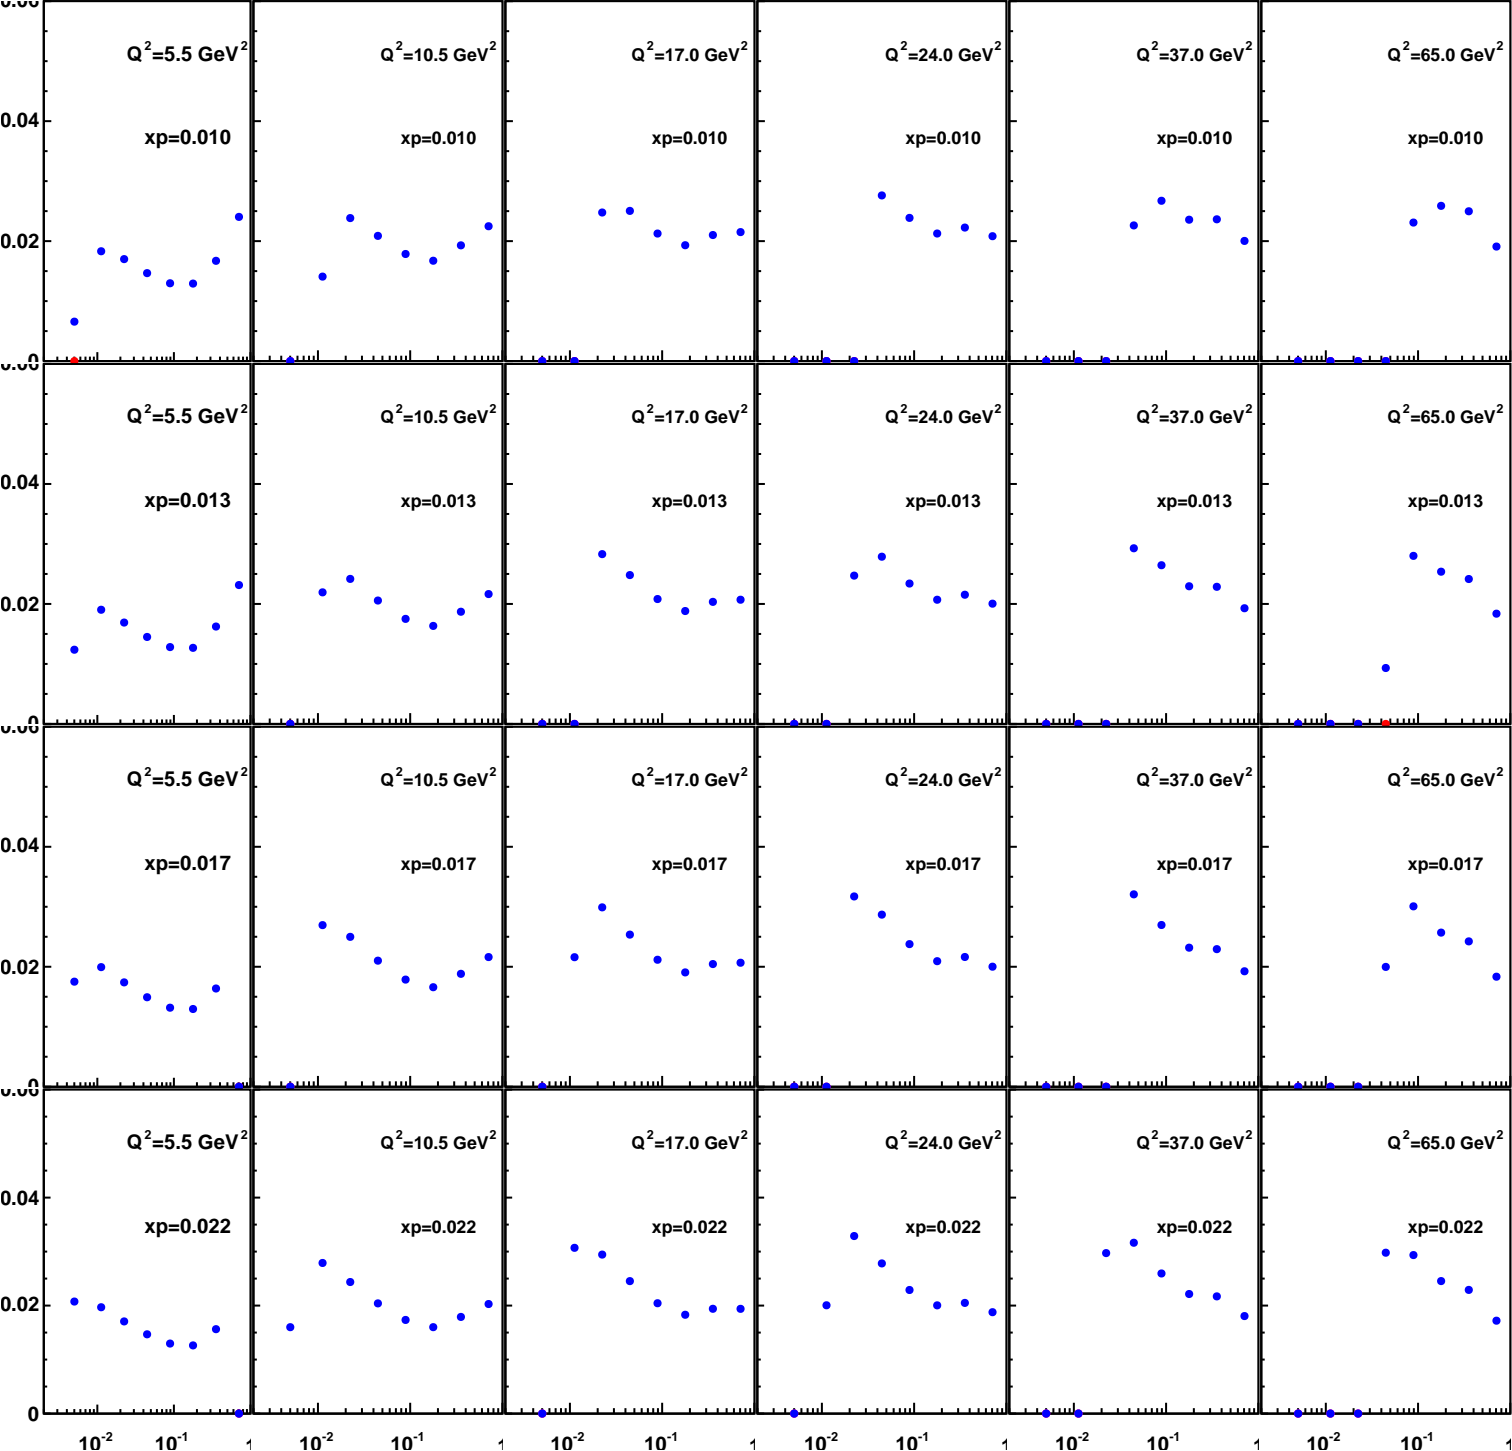 0.06
Q²=5.5 GeV² Q²=10.5 GeV² Q²=17.0 GeV² Q²=24.0 GeV² Q²=37.0 GeV² Q²=65.0 GeV²
0.04
xp=0.010 xp=0.010 xp=0.010 xp=0.010 xp=0.010 xp=0.010
0.02
0
0.06
Q²=5.5 GeV² Q²=10.5 GeV² Q²=17.0 GeV² Q²=24.0 GeV² Q²=37.0 GeV² Q²=65.0 GeV²
0.04
xp=0.013 xp=0.013 xp=0.013 xp=0.013 xp=0.013 xp=0.013
0.02
0
0.06
Q²=5.5 GeV² Q²=10.5 GeV² Q²=17.0 GeV² Q²=24.0 GeV² Q²=37.0 GeV² Q²=65.0 GeV²
0.04
xp=0.017 xp=0.017 xp=0.017 xp=0.017 xp=0.017 xp=0.017
0.02
0
0.06
Q²=5.5 GeV² Q²=10.5 GeV² Q²=17.0 GeV² Q²=24.0 GeV² Q²=37.0 GeV² Q²=65.0 GeV²
0.04
xp=0.022 xp=0.022 xp=0.022 xp=0.022 xp=0.022 xp=0.022
0.02
0
10⁻² 10⁻¹ 1 10⁻² 10⁻¹ 1 10⁻² 10⁻¹ 1 10⁻² 10⁻¹ 1 10⁻² 10⁻¹ 1 10⁻² 10⁻¹ 1